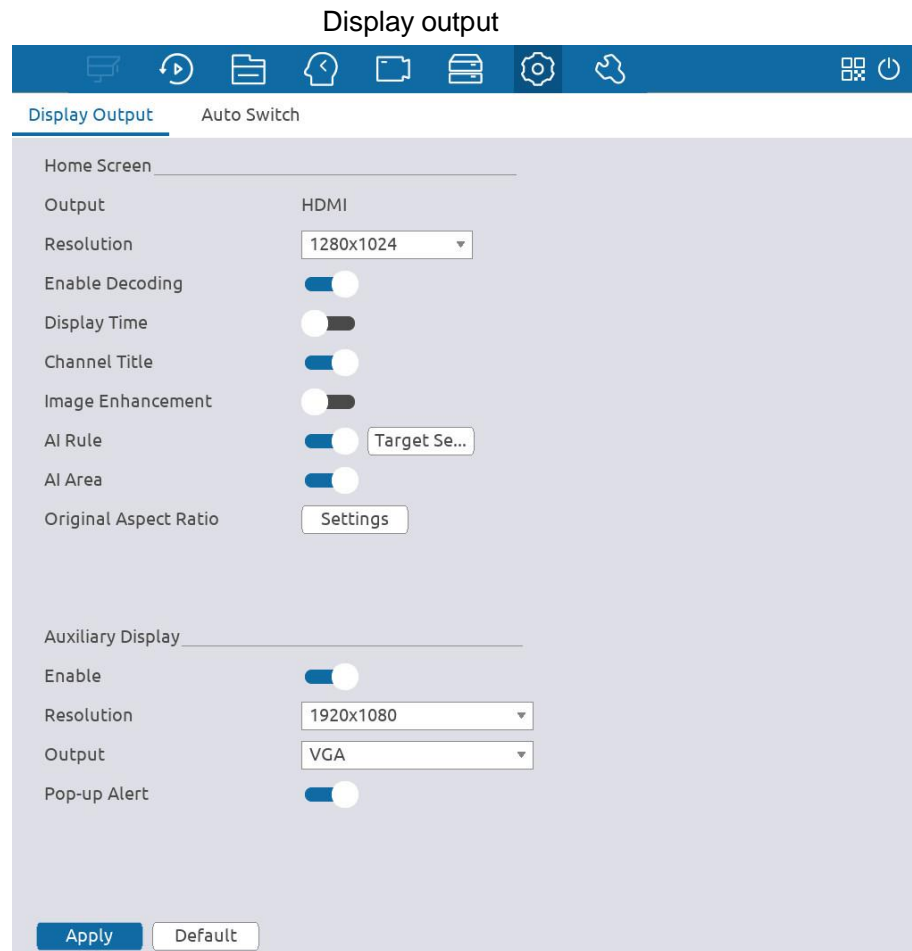 Display output
Display Output Auto Switch
Home Screen
Output HDMI
Resolution 1280x1024
Enable Decoding
Display Time
Channel Title
Image Enhancement
AI Rule Target Se...
AI Area
Original Aspect Ratio Settings
Auxiliary Display
Enable
Resolution 1920x1080
Output VGA
Pop-up Alert
Apply Default